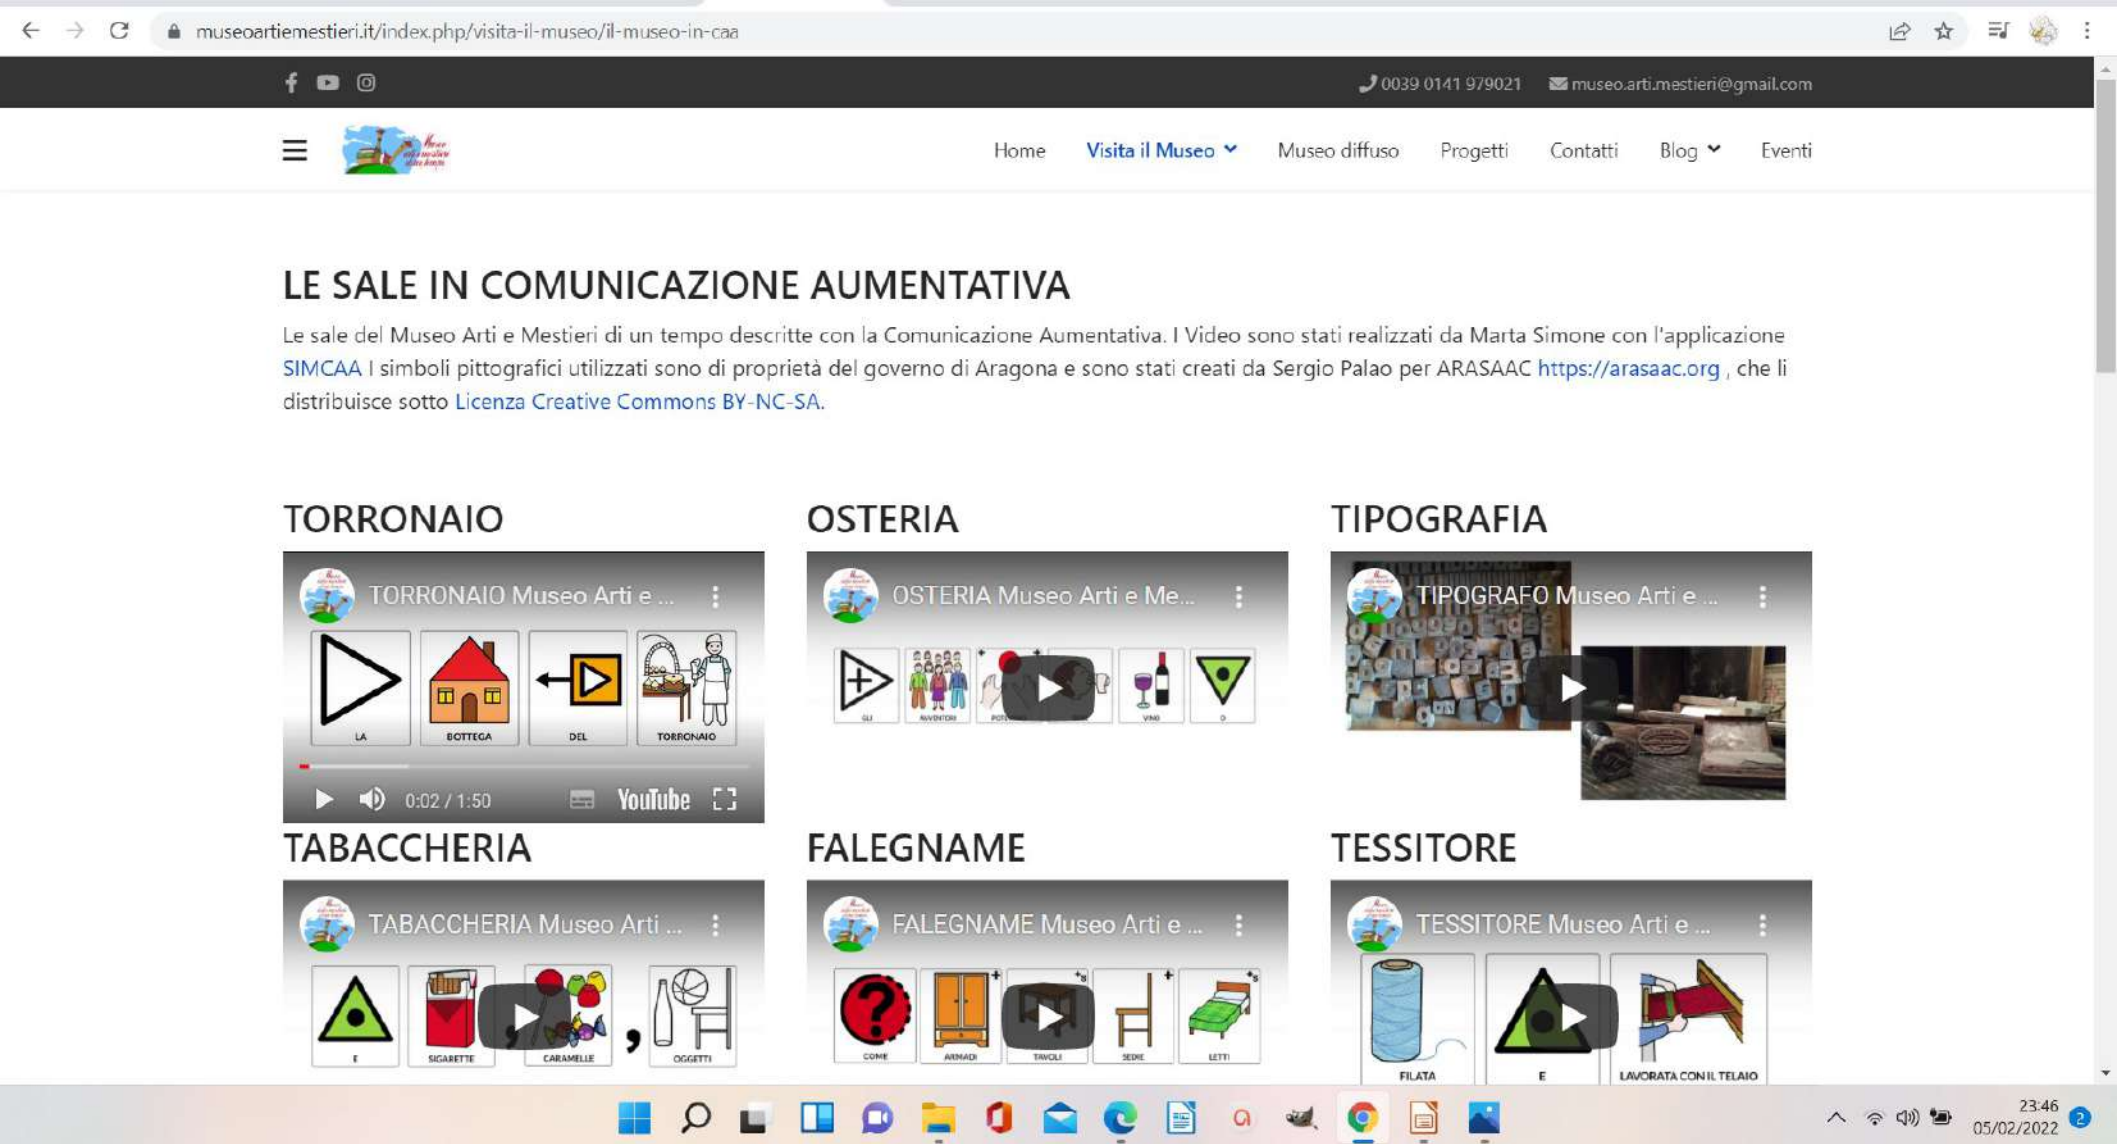 museoartiemestieri.it/index.php/visita-il-museo/il-museo-in-caa
0039 0141 979021 museo.arti.mestieri@gmail.com
Home Visita il Museo Museo diffuso Progetti Contatti Blog Eventi
LE SALE IN COMUNICAZIONE AUMENTATIVA
Le sale del Museo Arti e Mestieri di un tempo descritte con la Comunicazione Aumentativa. I Video sono stati realizzati da Marta Simone con l'applicazione
SIMCAA I simboli pittografici utilizzati sono di proprietà del governo di Aragona e sono stati creati da Sergio Palao per ARASAAC https://arasaac.org , che li
distribuisce sotto Licenza Creative Commons BY-NC-SA.
TORRONAIO
TORRONAIO Museo Arti e ...
LA BOTTEGA DEL TORRONAIO
0:02 / 1:50 YouTube
OSTERIA
OSTERIA Museo Arti e Me...
GLI AVVENTORI VINO O
TIPOGRAFIA
TIPOGRAFO Museo Arti e ...
TABACCHERIA
TABACCHERIA Museo Arti ...
E SIGARETTE , CARAMELLE , OGGETTI
FALEGNAME
FALEGNAME Museo Arti e ...
COME ARMADI TAVOLI SEDIE LETTI
TESSITORE
TESSITORE Museo Arti e ...
FILATA E LAVORATA CON IL TELAIO
23:46
05/02/2022 2